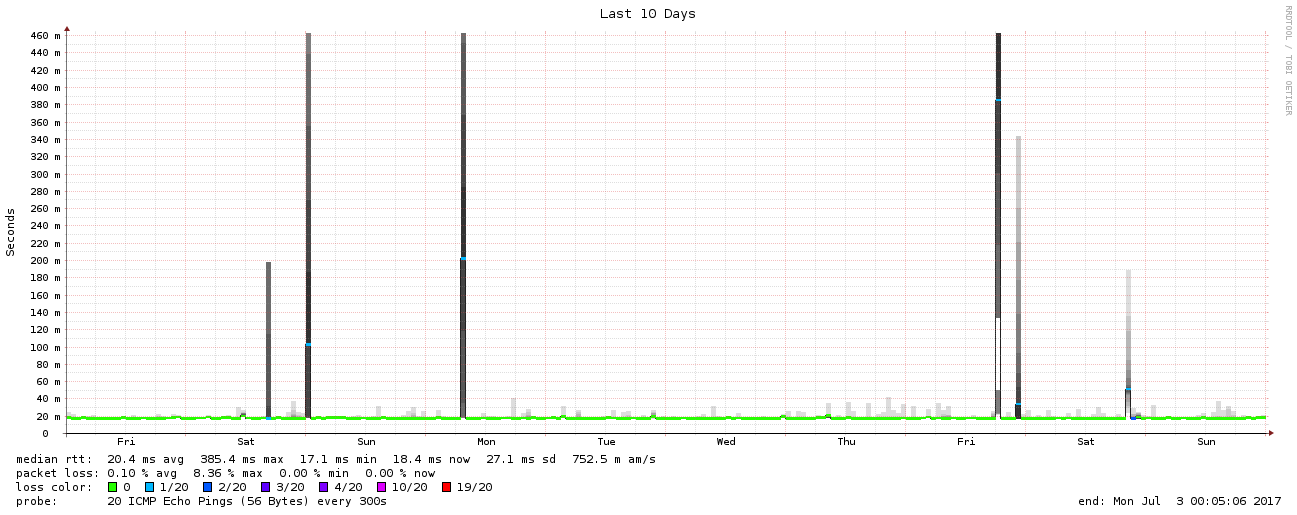 Last 10 Days
RRDTOOL / TOBI OETIKER
Seconds
460 m
440 m
420 m
400 m
380 m
360 m
340 m
320 m
300 m
280 m
260 m
240 m
220 m
200 m
180 m
160 m
140 m
120 m
100 m
80 m
60 m
40 m
20 m
0
Fri Sat Sun Mon Tue Wed Thu Fri Sat Sun
median rtt: 20.4 ms avg 385.4 ms max 17.1 ms min 18.4 ms now 27.1 ms sd 752.5 m am/s
packet loss: 0.10 % avg 8.36 % max 0.00 % min 0.00 % now
loss color: 0 1/20 2/20 3/20 4/20 10/20 19/20
probe: 20 ICMP Echo Pings (56 Bytes) every 300s end: Mon Jul 3 00:05:06 2017